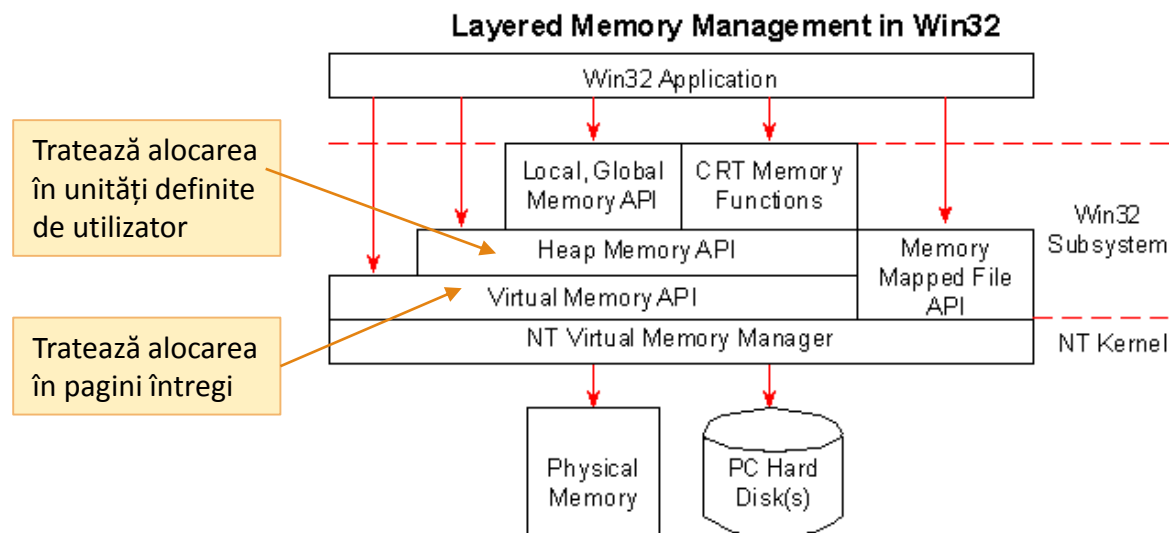 Layered Memory Management in Win32
Win32 Application
Tratează alocarea
în unități definite
de utilizator
Local, Global
Memory API
CRT Memory
Functions
Win32
Subsystem
Heap Memory API
Memory
Mapped File
API
Virtual Memory API
Tratează alocarea
în pagini întregi
NT Virtual Memory Manager
NT Kernel
Physical
Memory
PC Hard
Disk(s)